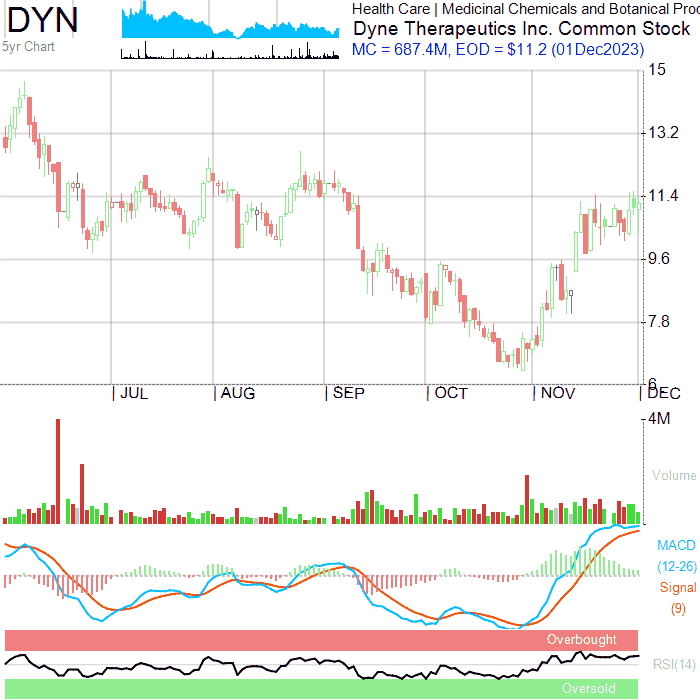 DYN
5yr Chart
Health Care | Medicinal Chemicals and Botanical Pro
Dyne Therapeutics Inc. Common Stock
MC = 687.4M, EOD = $11.2 (01Dec2023)
15
13.2
11.4
9.6
7.8
6
| JUL | AUG | SEP | OCT | NOV | DEC
4M
Volume
MACD
(12-26)
Signal
(9)
Overbought
RSI(14)
Oversold